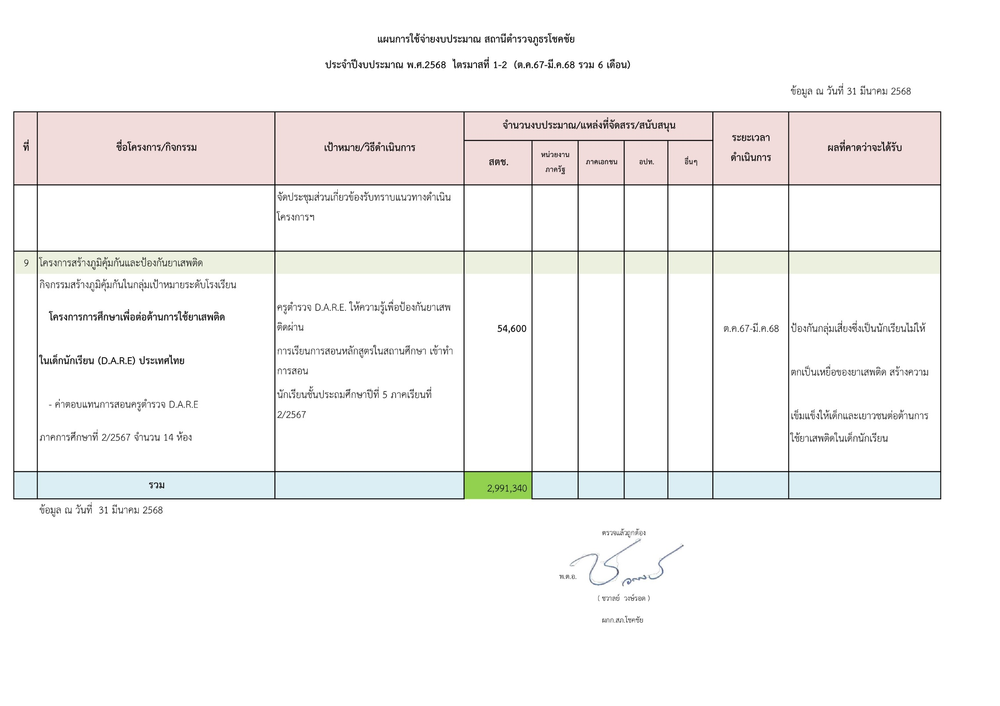 แผนการใช้จ่ายงบประมาณ สถานีตำรวจภูธรโชคชัย
ประจำปีงบประมาณ พ.ศ.2568 ไตรมาสที่ 1-2 (ต.ค.67-มี.ค.68 รวม 6 เดือน)
ข้อมูล ณ วันที่ 31 มีนาคม 2568
ที่
ชื่อโครงการ/กิจกรรม
เป้าหมาย/วิธีดำเนินการ
จำนวนงบประมาณ/แหล่งที่จัดสรร/สนับสนุน
สตช.
หน่วยงาน
ภาครัฐ
ภาคเอกชน
อปท.
อื่นๆ
ระยะเวลา
ดำเนินการ
ผลที่คาดว่าจะได้รับ
จัดประชุมส่วนเกี่ยวข้องรับทราบแนวทางดำเนิน
โครงการฯ
9 โครงการสร้างภูมิคุ้มกันและป้องกันยาเสพติด
กิจกรรมสร้างภูมิคุ้มกันในกลุ่มเป้าหมายระดับโรงเรียน
โครงการการศึกษาเพื่อต่อต้านการใช้ยาเสพติด
ในเด็กนักเรียน (D.A.R.E) ประเทศไทย
- ค่าตอบแทนการสอนครูตำรวจ D.A.R.E
ภาคการศึกษาที่ 2/2567 จำนวน 14 ห้อง
ครูตำรวจ D.A.R.E. ให้ความรู้เพื่อป้องกันยาเสพ
ติดผ่าน
การเรียนการสอนหลักสูตรในสถานศึกษา เข้าทำ
การสอน
นักเรียนชั้นประถมศึกษาปีที่ 5 ภาคเรียนที่
2/2567
54,600
ต.ค.67-มี.ค.68
ป้องกันกลุ่มเสี่ยงซึ่งเป็นนักเรียนไม่ให้
ตกเป็นเหยื่อของยาเสพติด สร้างความ
เข็มแข็งให้เด็กและเยาวชนต่อต้านการ
ใช้ยาเสพติดในเด็กนักเรียน
รวม
2,991,340
ข้อมูล ณ วันที่ 31 มีนาคม 2568
ตรวจแล้วถูกต้อง
พ.ต.อ.
( ชวาลย์ วงษ์รอด )
ผกก.สภ.โชคชัย